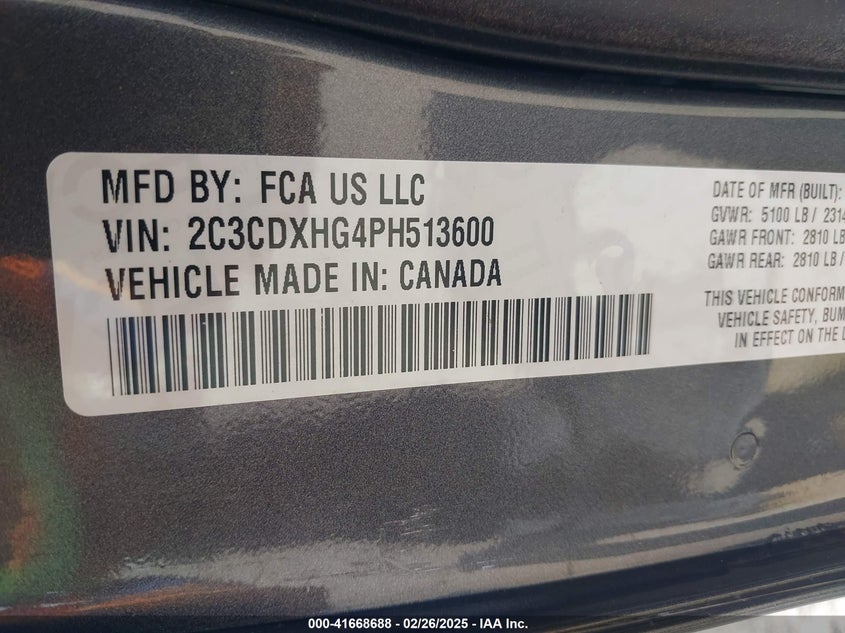 MFD BY: FCA US LLC
VIN: 2C3CDXHG4PH513600
VEHICLE MADE IN: CANADA
DATE OF MFR (BUILT):
GVWR: 5100 LB / 2314
GAWR FRONT: 2810 LB
GAWR REAR: 2810 LB /
THIS VEHICLE CONFORM
VEHICLE SAFETY, BUM
IN EFFECT ON THE
000-41668688 - 02/26/2025 - IAA Inc.